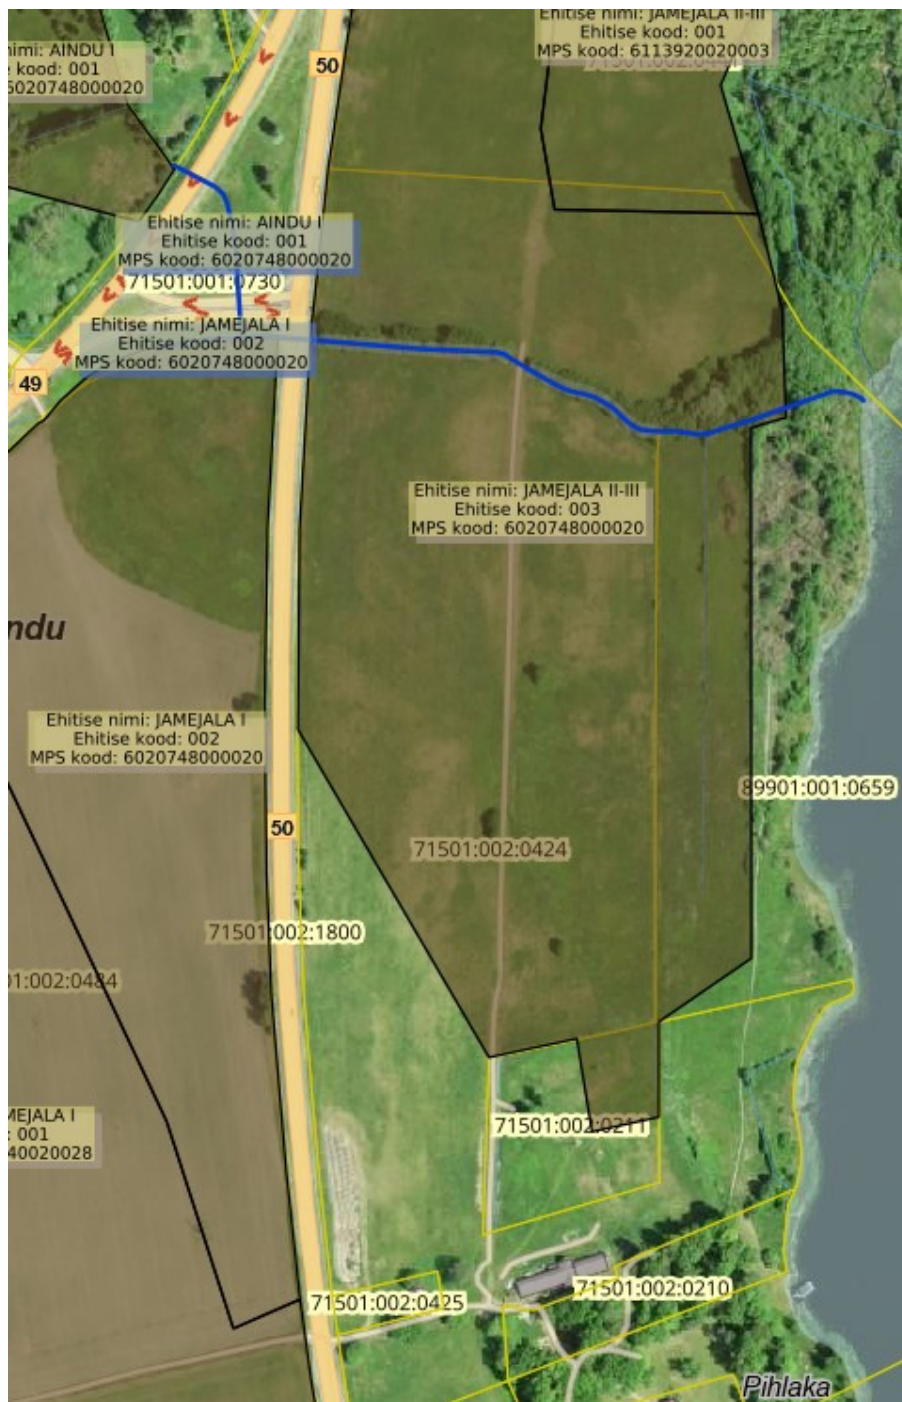 Ehitise nimi: JAMEJALA II-III
Ehitise kood: 001
MPS kood: 6113920020003
nimi: AINDU I
e kood: 001
6020748000020
50
Ehitise nimi: AINDU I
Ehitise kood: 001
MPS kood: 6020748000020
71501:001:0730
Ehitise nimi: JAMEJALA I
Ehitise kood: 002
MPS kood: 6020748000020
49
Ehitise nimi: JAMEJALA II-III
Ehitise kood: 003
MPS kood: 6020748000020
ndu
Ehitise nimi: JAMEJALA I
Ehitise kood: 002
MPS kood: 6020748000020
89901:001:0659
50
71501:002:0424
71501:002:1800
01:002:0484
MEJALA I
: 001
40020028
71501:002:0211
71501:002:0210
71501:002:0425
Pihlaka